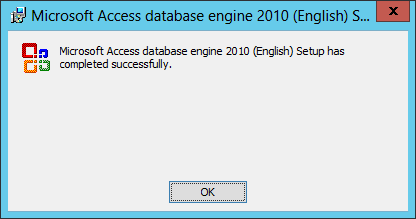 Microsoft Access database engine 2010 (English) S...
x
Microsoft Access database engine 2010 (English) Setup has
completed successfully.
OK